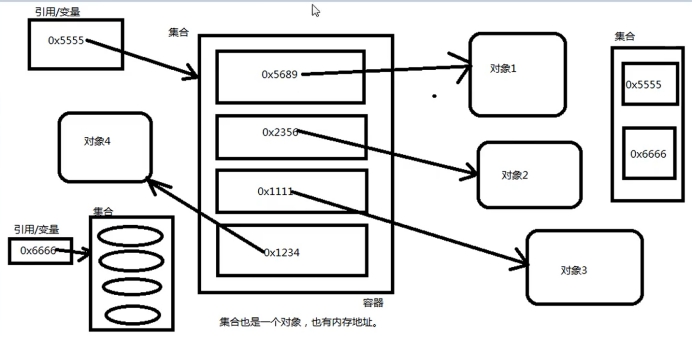 引用/变量
0x5555
集合
0x5689
0x2356
0x1111
0x1234
容器
对象1
对象2
对象3
对象4
引用/变量
0x6666
集合
集合
0x5555
0x6666
集合也是一个对象，也有内存地址。